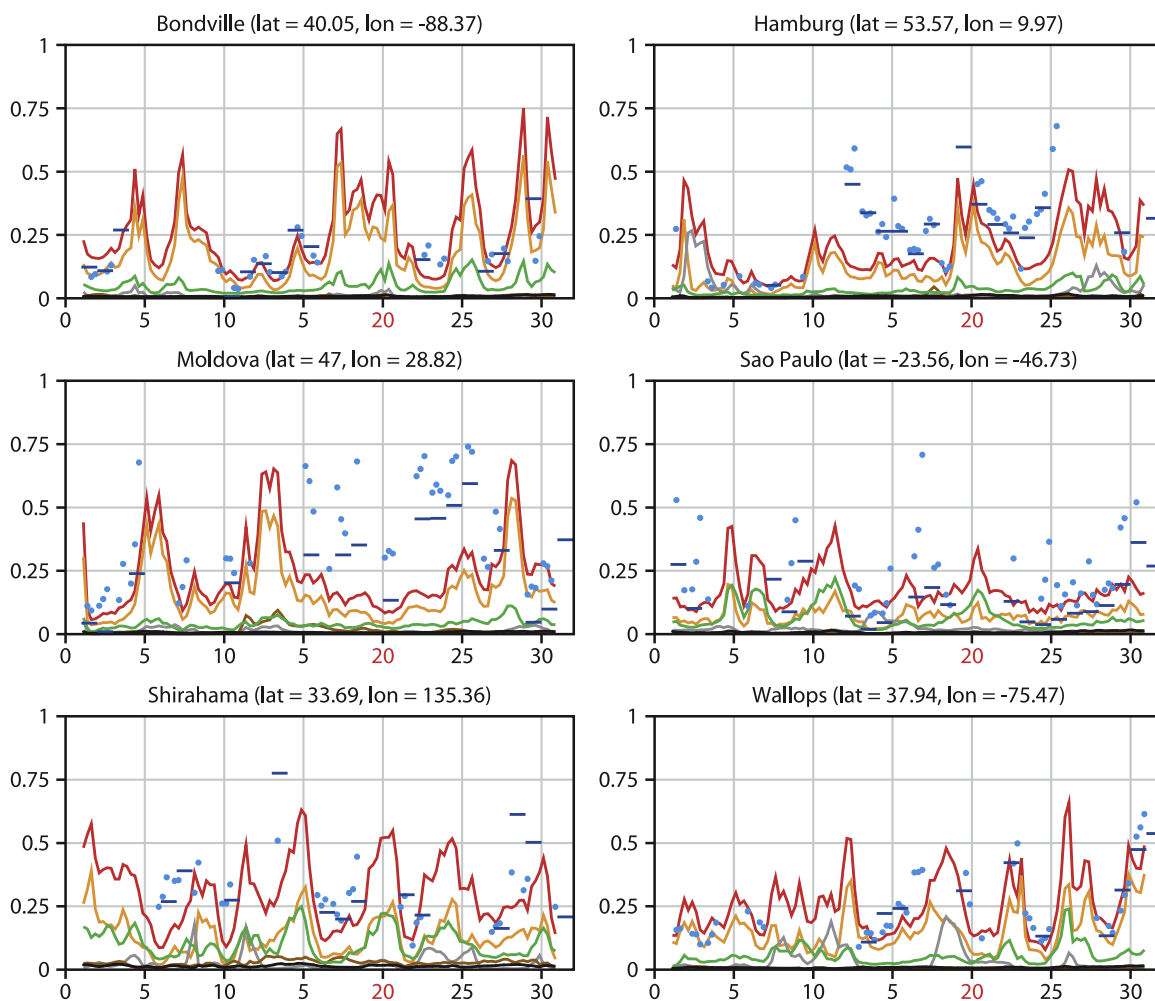 Bondville (lat = 40.05, lon = -88.37)
1
0.75
0.5
0.25
0
0 5 10 5 20 25 30
Hamburg (lat = 53.57, lon = 9.97)
1
0.75
0.5
0.25
0
0 5 10 5 20 25 30
Moldova (lat = 47, lon = 28.82)
1
0.75
0.5
0.25
0
0 5 10 5 20 25 30
Sao Paulo (lat = -23.56, lon = -46.73)
1
0.75
0.5
0.25
0
0 5 10 5 20 25 30
Shirahama (lat = 33.69, lon = 135.36)
1
0.75
0.5
0.25
0
0 5 10 5 20 25 30
Wallops (lat = 37.94, lon = -75.47)
1
0.75
0.5
0.25
0
0 5 10 5 20 25 30